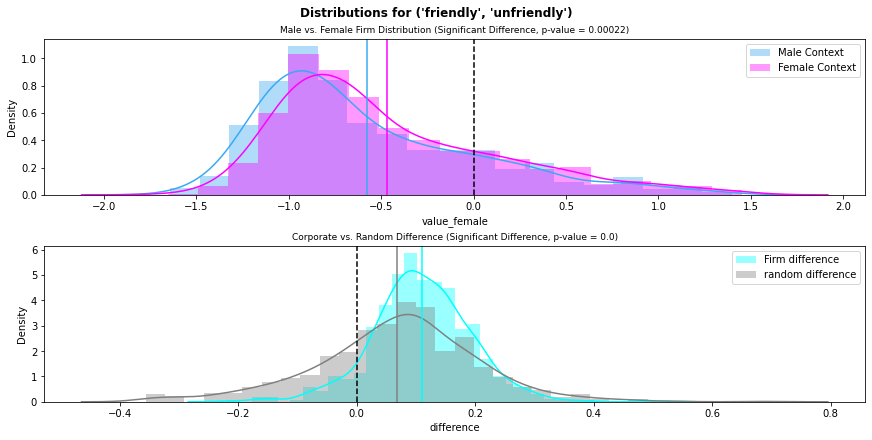 Distributions for ('friendly', 'unfriendly')
Male vs. Female Firm Distribution (Significant Difference, p-value = 0.00022)
Male Context
Female Context
Density
1.0
0.8
0.6
0.4
0.2
0.0
−2.0 −1.5 −1.0 −0.5 0.0 0.5 1.0 1.5 2.0
value_female
Corporate vs. Random Difference (Significant Difference, p-value = 0.0)
Firm difference
random difference
Density
6
5
4
3
2
1
0
−0.4 −0.2 0.0 0.2 0.4 0.6 0.8
difference